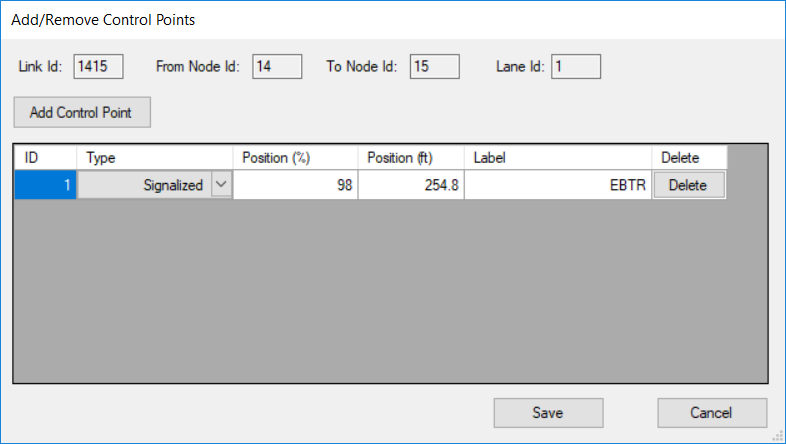 Add/Remove Control Points
Link Id: 1415 From Node Id: 14 To Node Id: 15 Lane Id: 1
Add Control Point
ID Type Position (%) Position (ft) Label Delete
1 Signalized 98 254.8 EBTR Delete
Save Cancel